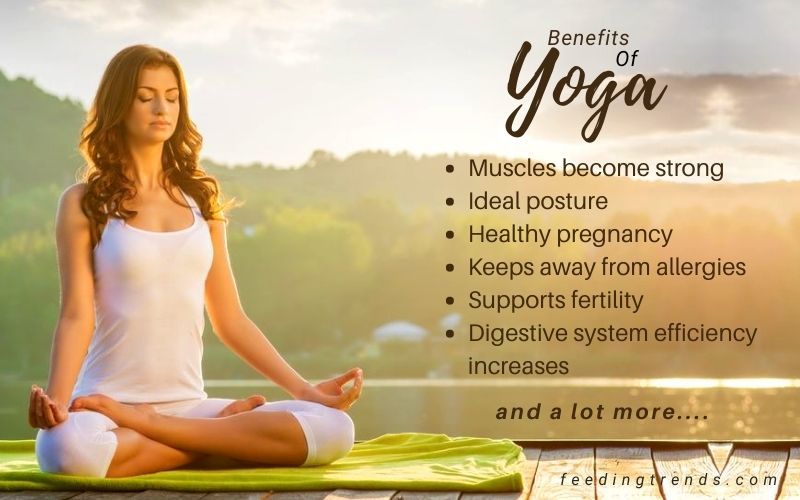 Benefits
Of
Yoga
• Muscles become strong
• Ideal posture
• Healthy pregnancy
• Keeps away from allergies
• Supports fertility
• Digestive system efficiency
increases
and a lot more....
feedingtrends.com